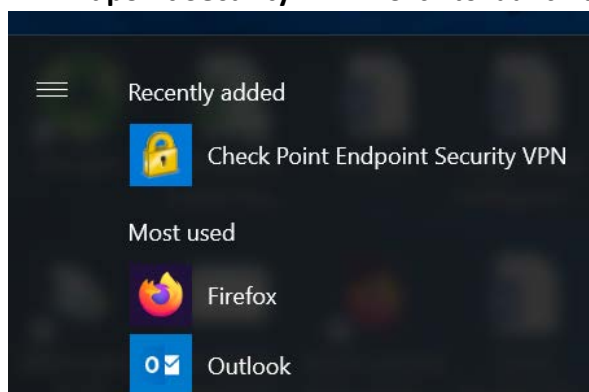 Recently added
Check Point Endpoint Security VPN
Most used
Firefox
Outlook